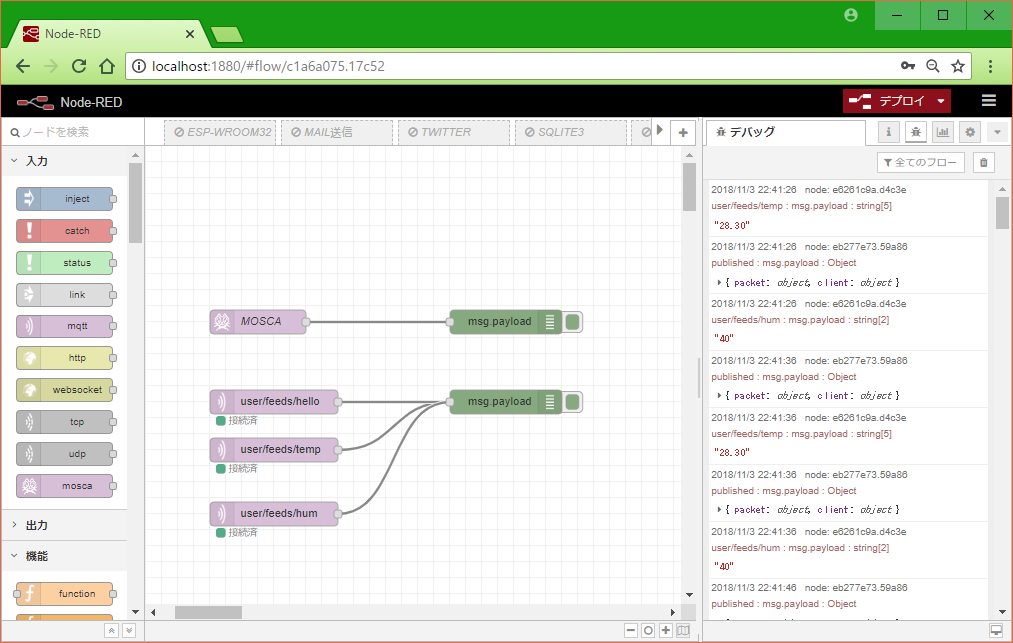 Node-RED
localhost:1880/#flow/c1a6a075.17c52
Node-RED
デプロイ
ノードを検索
ESP-WROOM32
MAIL送信
TWITTER
SQLITE3
+
デバッグ
i
入力
inject
catch
status
link
mqtt
http
websocket
tcp
udp
mosca
出力
機能
function
MOSCA
msg.payload
user/feeds/hello
接続済
msg.payload
user/feeds/temp
接続済
user/feeds/hum
接続済
全てのフロー
2018/11/3 22:41:26 node: e6261c9a.d4c3e
user/feeds/temp : msg.payload : string[5]
"28.30"
2018/11/3 22:41:26 node: eb277e73.59a86
published : msg.payload : Object
{ packet: object, client: object }
2018/11/3 22:41:26 node: e6261c9a.d4c3e
user/feeds/hum : msg.payload : string[2]
"40"
2018/11/3 22:41:36 node: eb277e73.59a86
published : msg.payload : Object
{ packet: object, client: object }
2018/11/3 22:41:36 node: e6261c9a.d4c3e
user/feeds/temp : msg.payload : string[5]
"28.30"
2018/11/3 22:41:36 node: eb277e73.59a86
published : msg.payload : Object
{ packet: object, client: object }
2018/11/3 22:41:36 node: e6261c9a.d4c3e
user/feeds/hum : msg.payload : string[2]
"40"
2018/11/3 22:41:46 node: eb277e73.59a86
published : msg.payload : Object